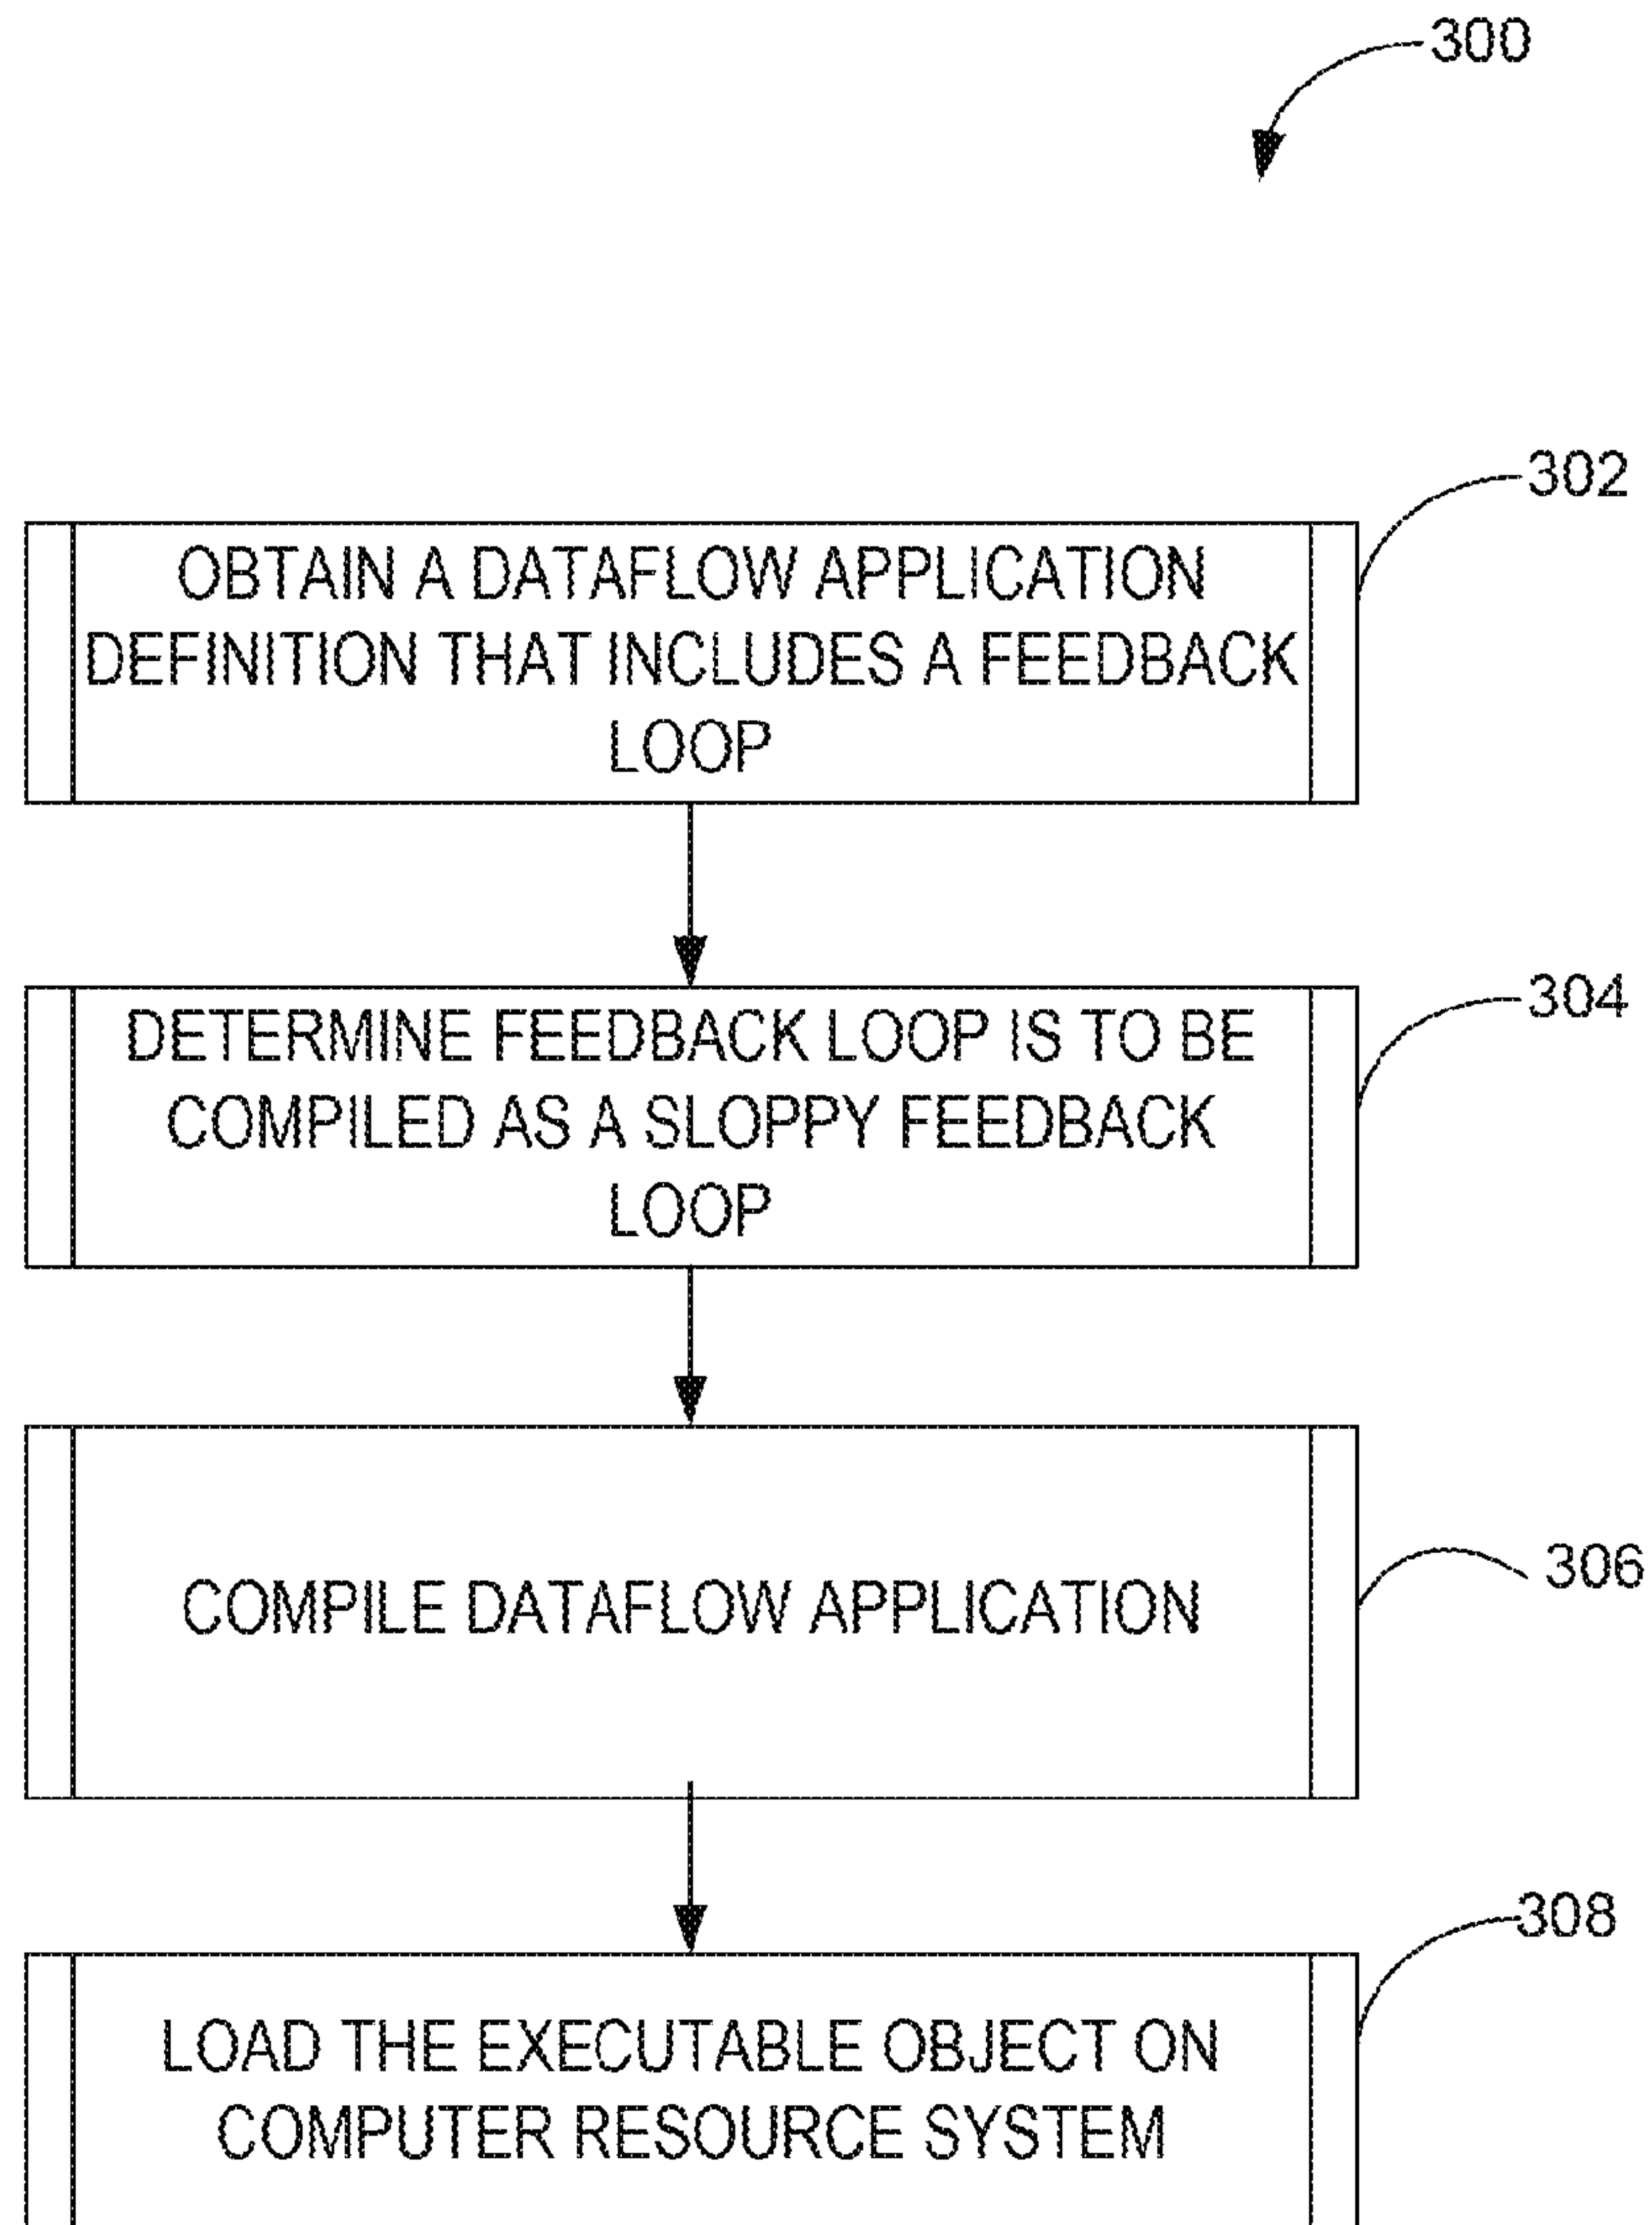 300
302
OBTAIN A DATAFLOW APPLICATION
DEFINITION THAT INCLUDES A FEEDBACK
LOOP
304
DETERMINE FEEDBACK LOOP IS TO BE
COMPILED AS A SLOPPY FEEDBACK
LOOP
306
COMPILE DATAFLOW APPLICATION
308
LOAD THE EXECUTABLE OBJECT ON
COMPUTER RESOURCE SYSTEM